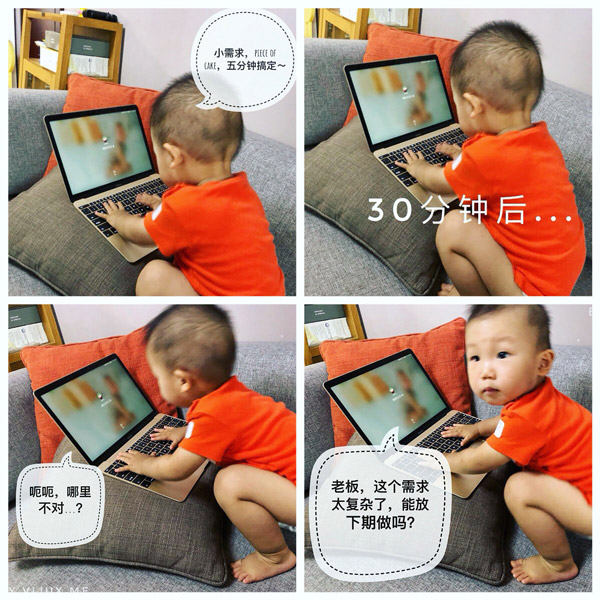 小需求，PIECE OF
CAKE，五分钟搞定～
30分钟后...
呃呃，哪里
不对...？
老板，这个需求
太复杂了，能放
下期做吗？